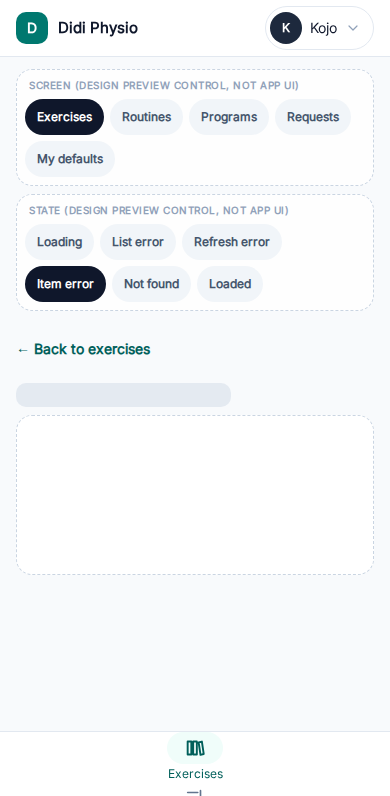 D Didi Physio K Kojo
SCREEN (DESIGN PREVIEW CONTROL, NOT APP UI)
Exercises Routines Programs Requests
My defaults
STATE (DESIGN PREVIEW CONTROL, NOT APP UI)
Loading List error Refresh error
Item error Not found Loaded
← Back to exercises
Exercises